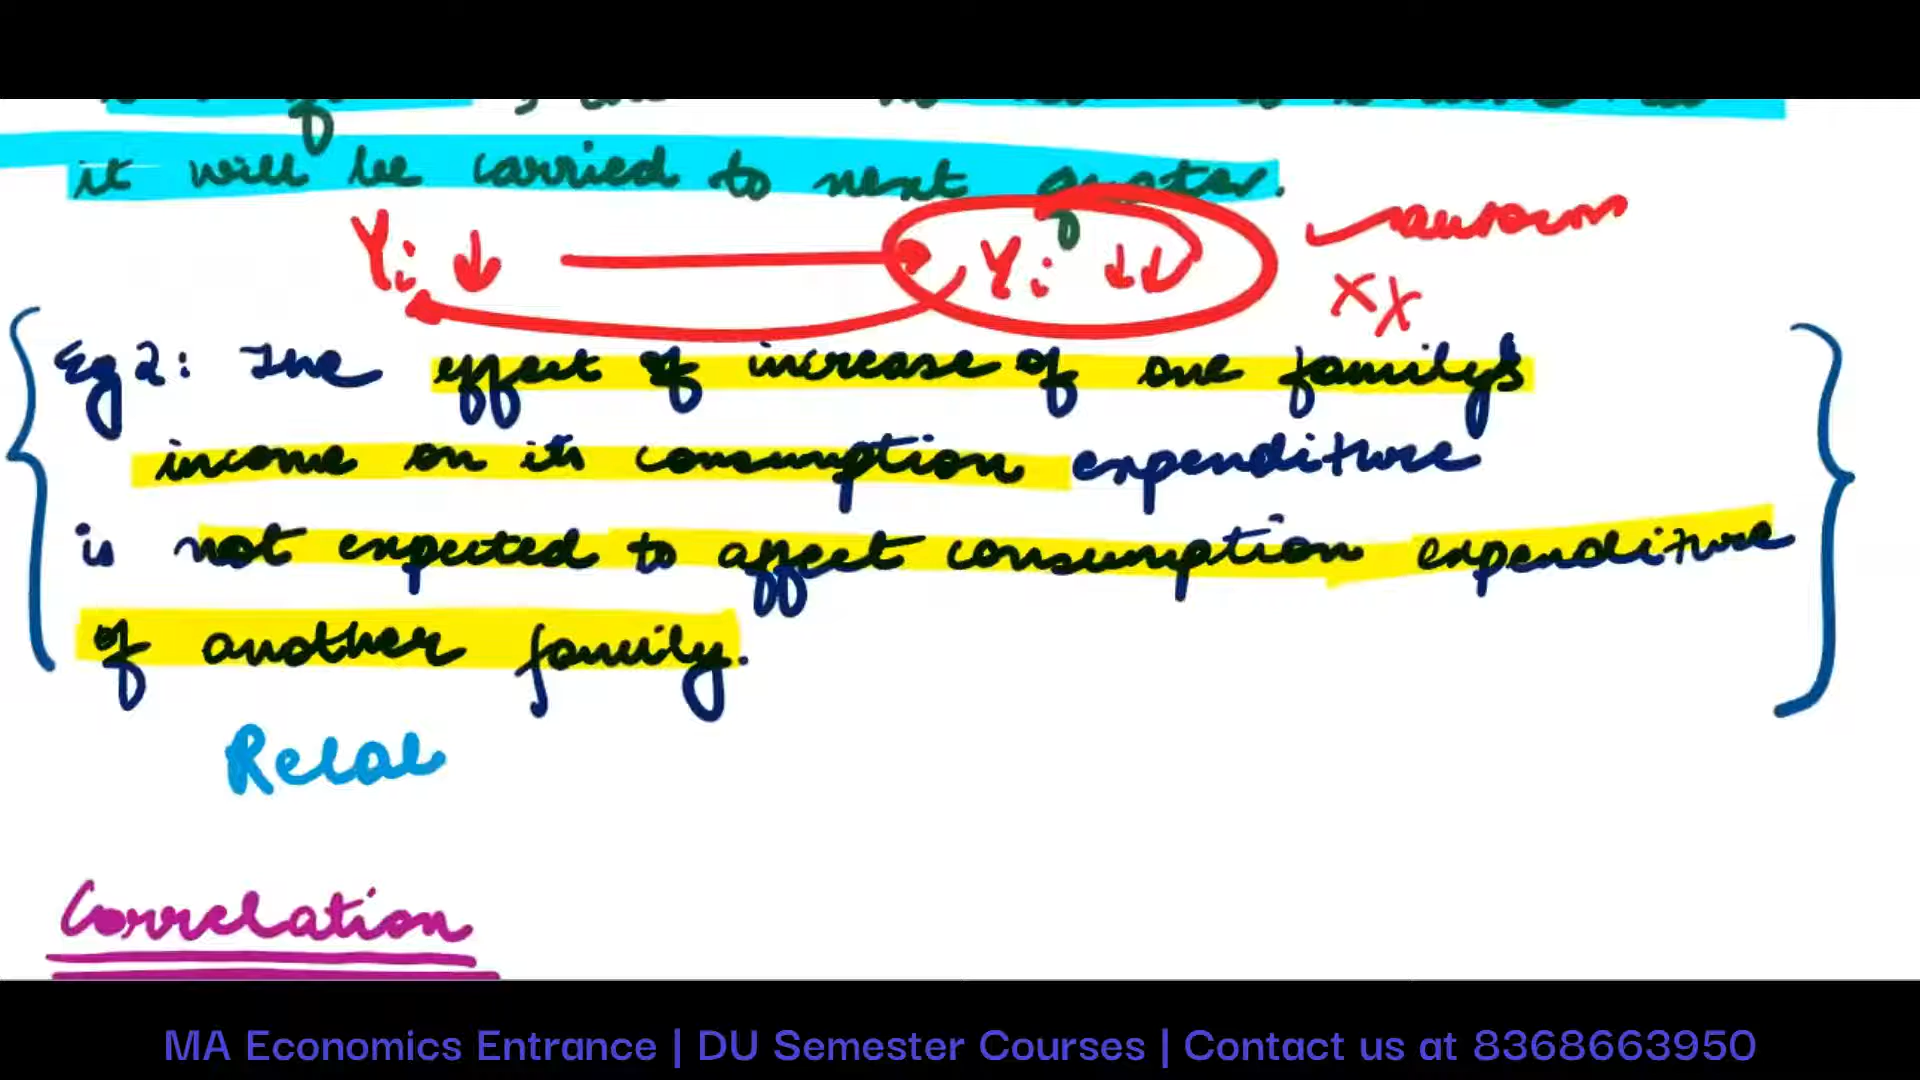 it will be carried to next quater.
Yi ↓ Yi ↓↓
XX
Eg 2: The effect of increase of one family's
income on its consumption expenditure
is not expected to affect consumption expenditure
of another family.
Relat
Correlation
MA Economics Entrance | DU Semester Courses | Contact us at 8368663950